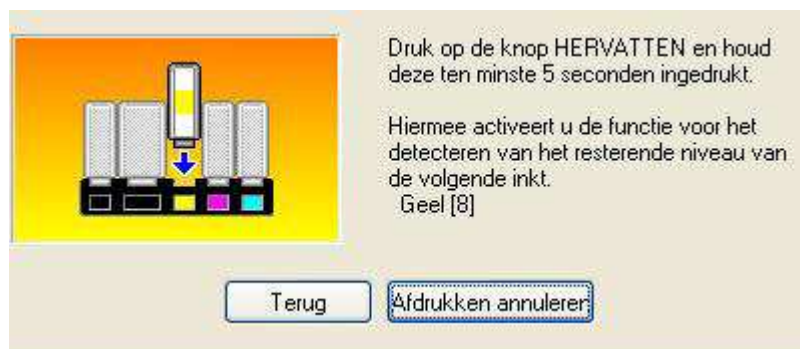 Druk op de knop HERVATTEN en houd
deze ten minste 5 seconden ingedrukt.
Hiermee activeert u de functie voor het
detecteren van het resterende niveau van
de volgende inkt.
Geel [8]
Terug
Afdrukken annuleren